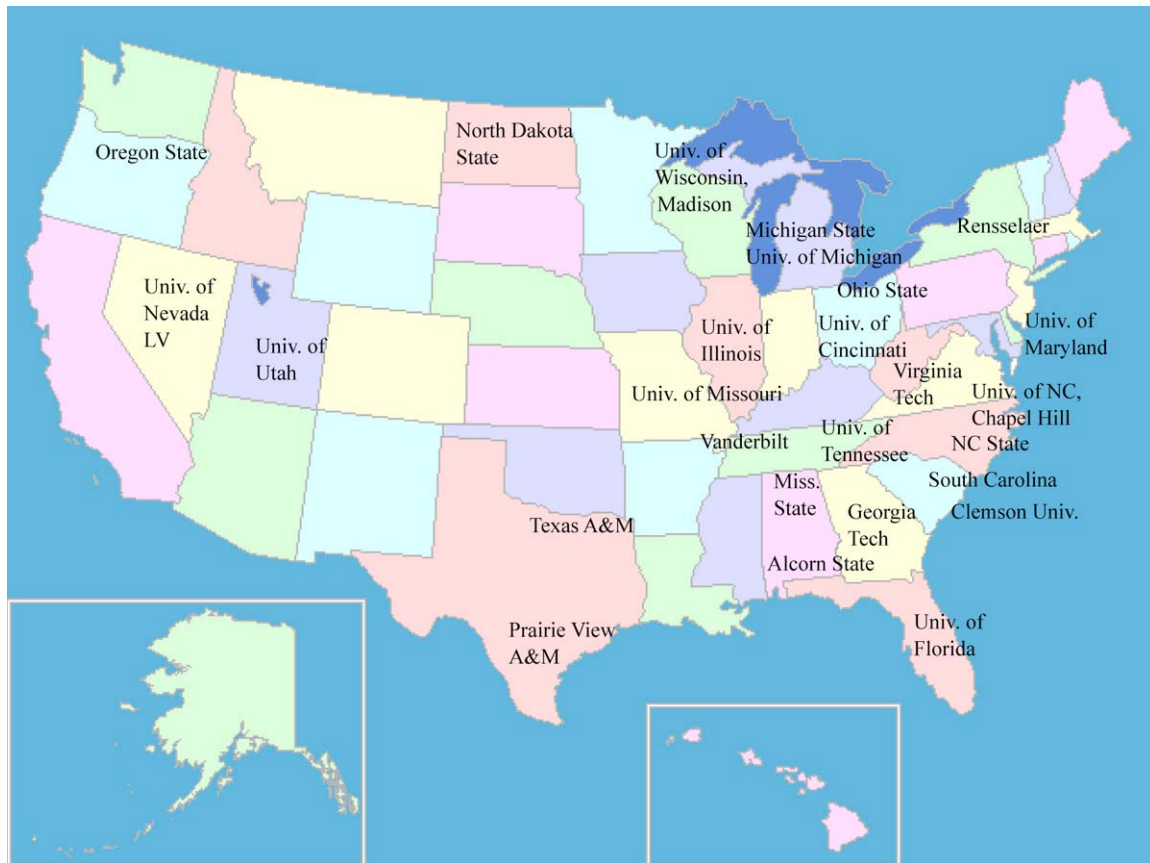 North Dakota
State
Oregon State
Univ. of
Wisconsin,
Madison
Michigan State
Univ. of Michigan
Rensselaer
Ohio State
Univ. of
Nevada
LV
Univ. of
Utah
Univ. of
Illinois
Univ. of
Cincinnati
Univ. of
Maryland
Virginia
Tech
Univ. of Missouri
Univ. of NC,
Chapel Hill
NC State
Vanderbilt
Univ. of
Tennessee
Miss.
State
South Carolina
Clemson Univ.
Georgia
Tech
Texas A&M
Alcorn State
Prairie View
A&M
Univ. of
Florida